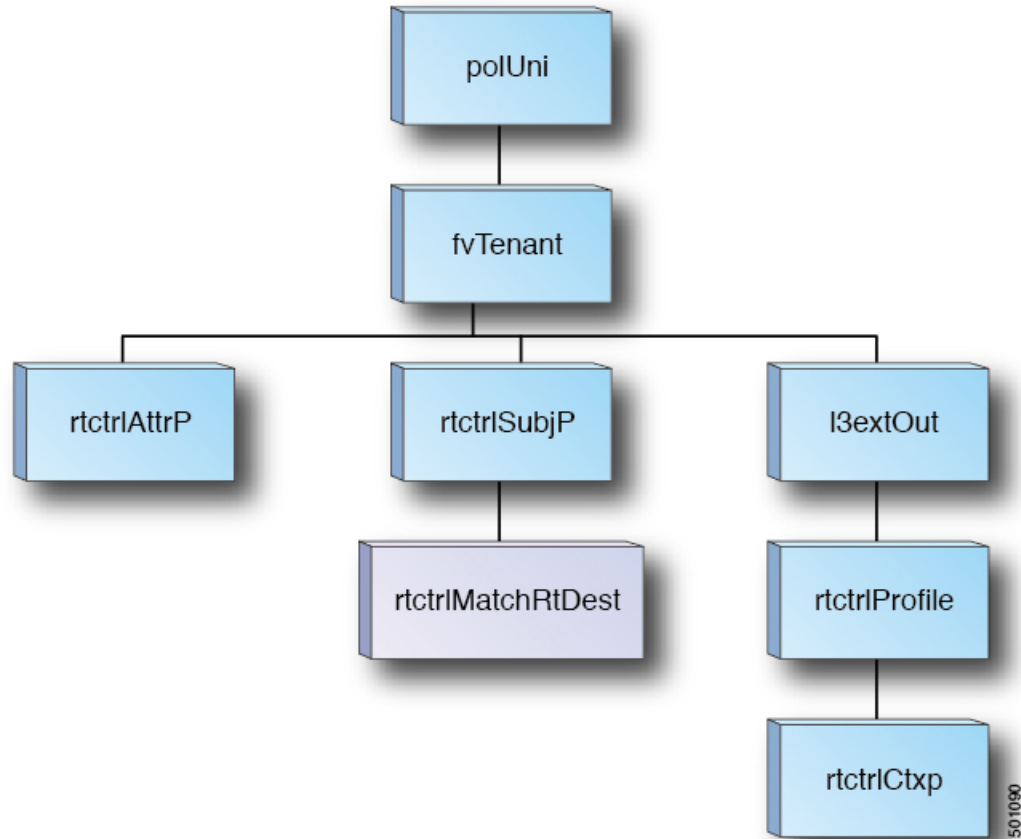 polUni
fvTenant
rtctrlAttrP
rtctrlSubjP
l3extOut
rtctrlMatchRtDest
rtctrlProfile
rtctrlCtxp
501090